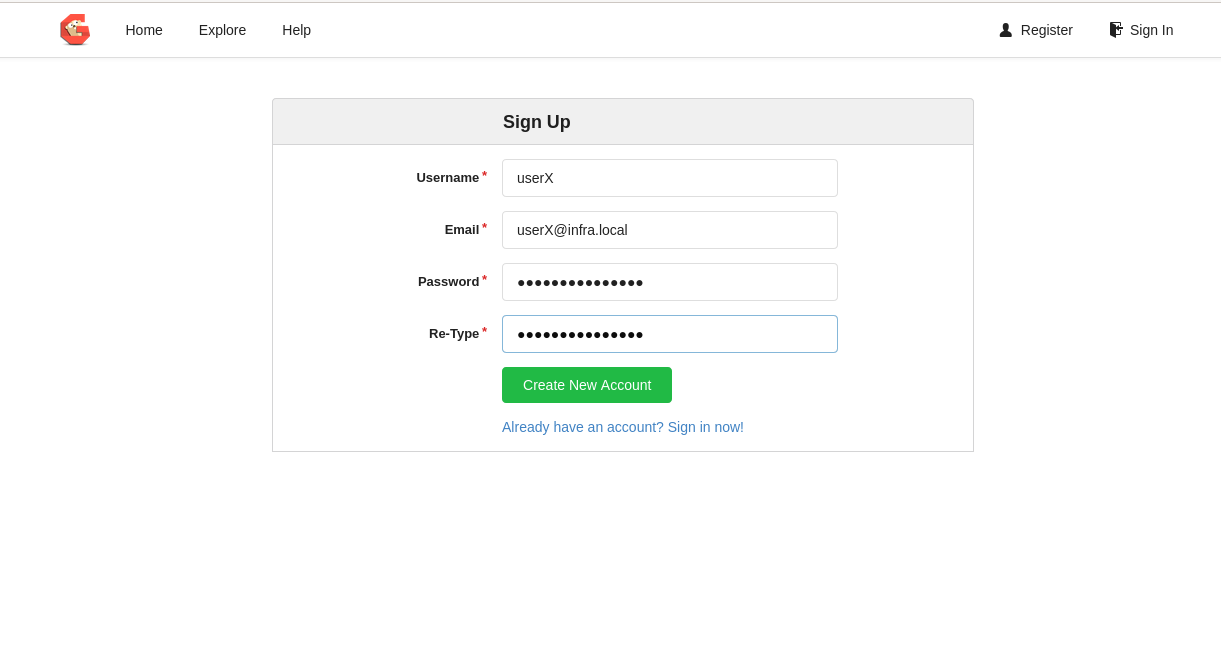 Home Explore Help Register Sign In
Sign Up
Username * userX
Email * userX@infra.local
Password * ●●●●●●●●●●●●●●●
Re-Type * ●●●●●●●●●●●●●●●
Create New Account
Already have an account? Sign in now!